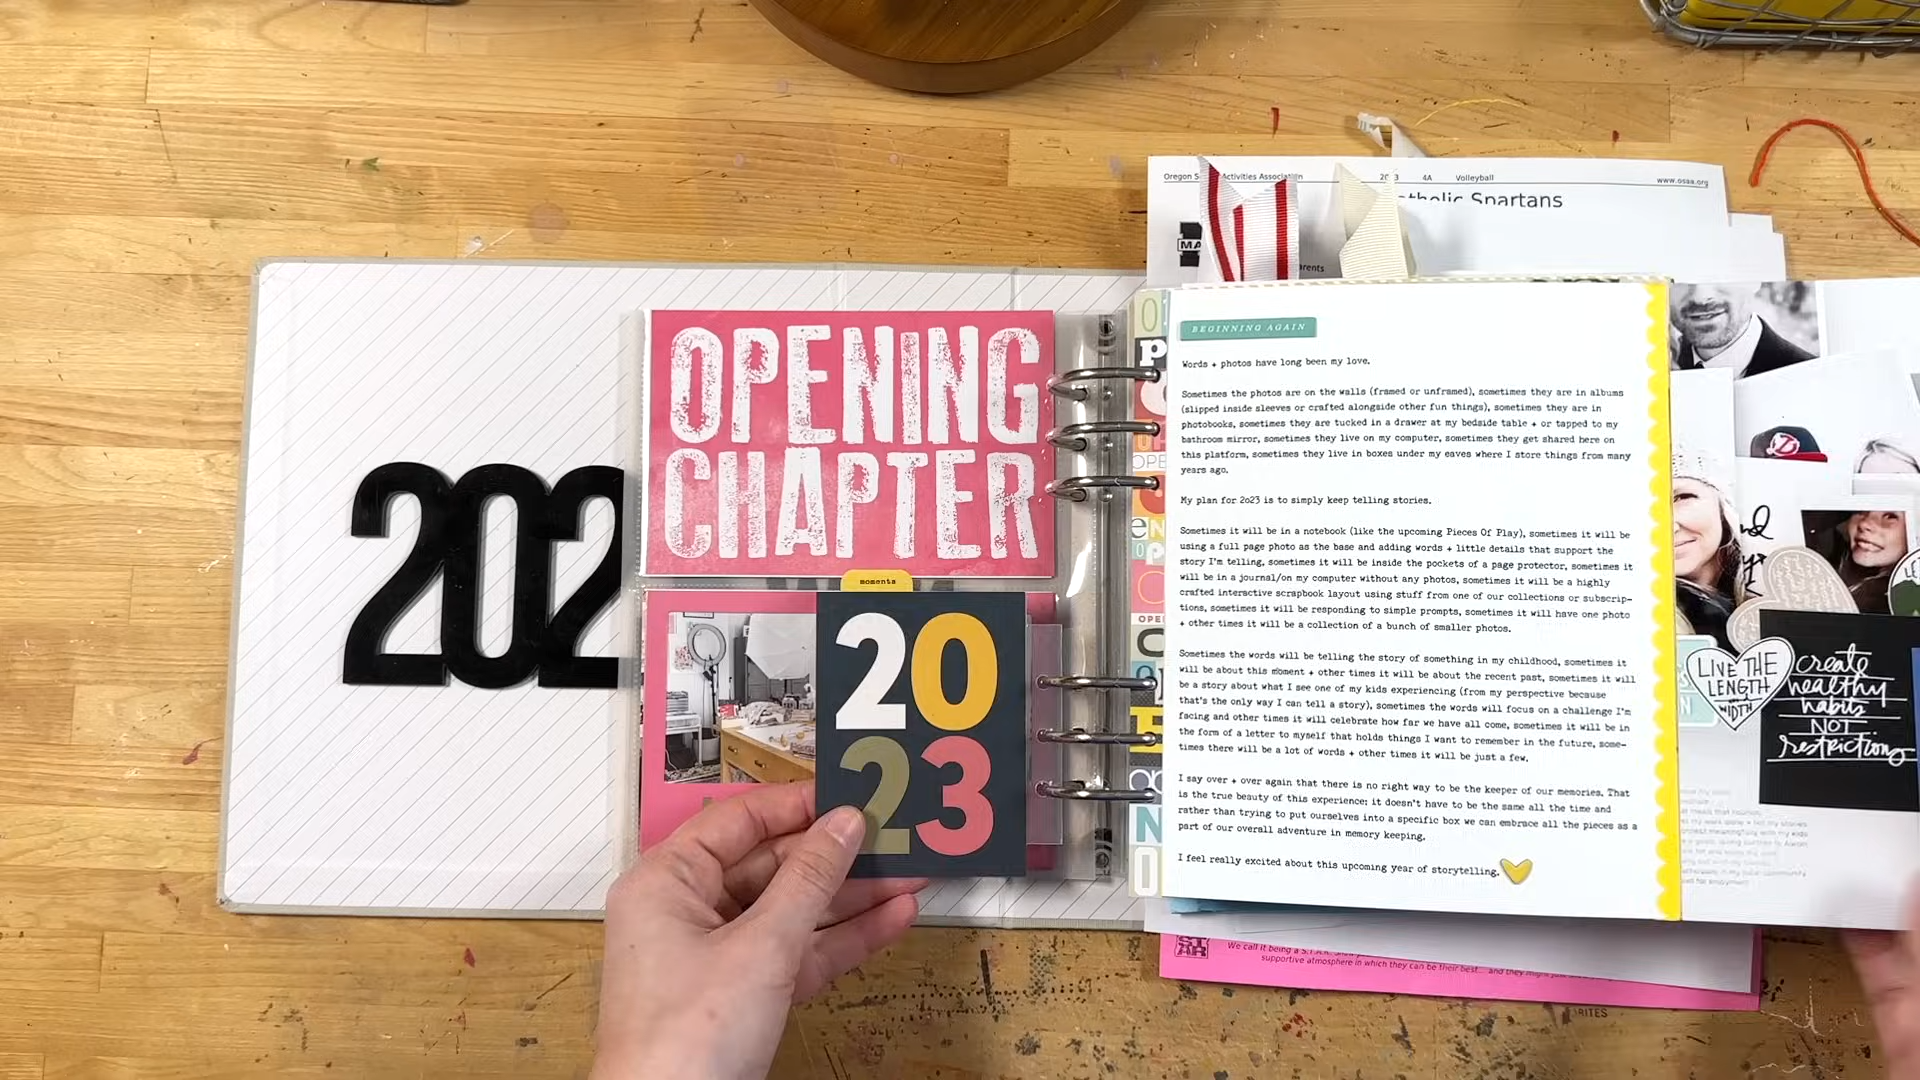 Oregon S Activities Association 2023 4A Volleyball www.osaa.org
atholic Spartans
MA
arents
202
OPENING
CHAPTER
moments
20
23
BEGINNING AGAIN
Words + photos have long been my love.
Sometimes the photos are on the walls (framed or unframed), sometimes they are in albums
(slipped inside sleeves or crafted alongside other fun things), sometimes they are in
photobooks, sometimes they are tucked in a drawer at my bedside table + or tapped to my
bathroom mirror, sometimes they live on my computer, sometimes they get shared here on
this platform, sometimes they live in boxes under my eaves where I store things from many
years ago.
My plan for 2023 is to simply keep telling stories.
Sometimes it will be in a notebook (like the upcoming Pieces Of Play), sometimes it will be
using a full page photo as the base and adding words + little details that support the
story I'm telling, sometimes it will be inside the pockets of a page protector, sometimes it
will be in a journal/on my computer without any photos, sometimes it will be a highly
crafted interactive scrapbook layout using stuff from one of our collections or subscrip-
tions, sometimes it will be responding to simple prompts, sometimes it will have one photo
+ other times it will be a collection of a bunch of smaller photos.
Sometimes the words will be telling the story of something in my childhood, sometimes it
will be about this moment + other times it will be about the recent past, sometimes it will
be a story about what I see one of my kids experiencing (from my perspective because
that's the only way I can tell a story), sometimes the words will focus on a challenge I'm
facing and other times it will celebrate how far we have all come, sometimes it will be in
the form of a letter to myself that holds things I want to remember in the future, some-
times there will be a lot of words + other times it will be just a few.
I say over + over again that there is no right way to be the keeper of our memories. That
is the true beauty of this experience: it doesn't have to be the same all the time and
rather than trying to put ourselves into a specific box we can embrace all the pieces as a
part of our overall adventure in memory keeping.
I feel really excited about this upcoming year of storytelling.
LIVE THE
LENGTH
WIDTH
create
healthy
habits
NOT
restrictions
STAR
We call it being a S.T.A.R.
supportive atmosphere in which they can be their best... and they might just
RITES